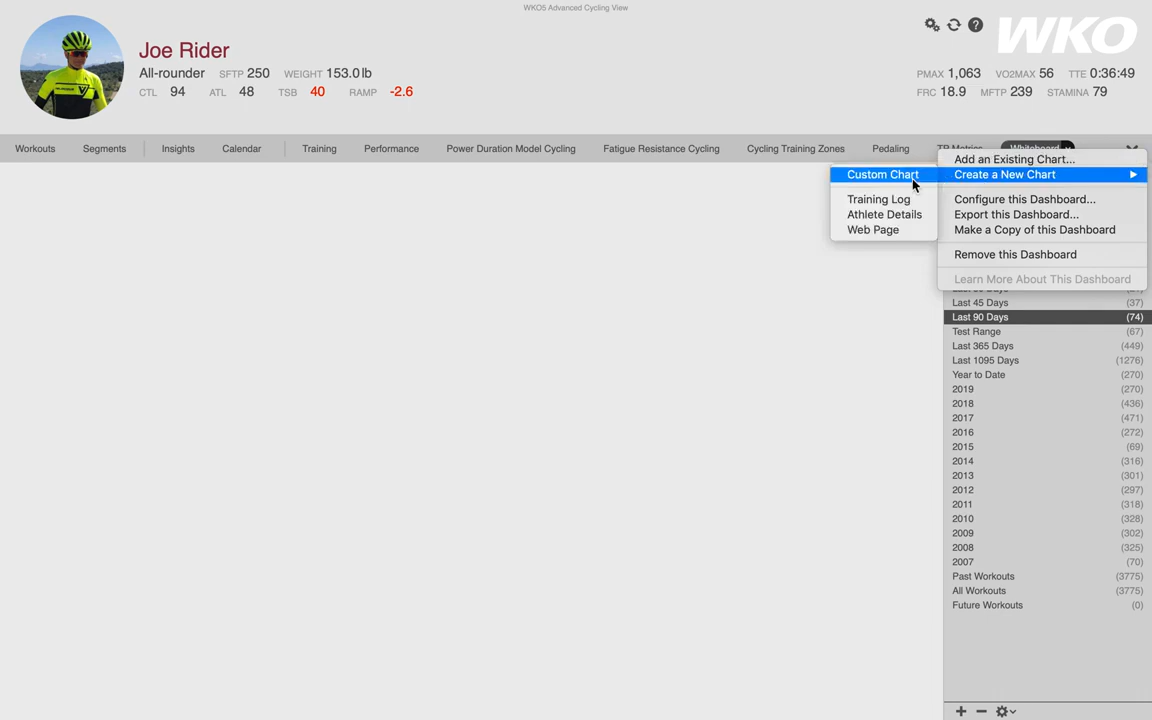 WKO5 Advanced Cycling View
Joe Rider
All-rounder SFTP 250 WEIGHT 153.0 lb
CTL 94 ATL 48 TSB 40 RAMP -2.6
WKO
PMAX 1,063 VO2MAX 56 TTE 0:36:49
FRC 18.9 MFTP 239 STAMINA 79
Workouts Segments Insights Calendar Training Performance Power Duration Model Cycling Fatigue Resistance Cycling Cycling Training Zones Pedaling TP Metrics Whiteboard
Add an Existing Chart...
Create a New Chart
Configure this Dashboard...
Export this Dashboard...
Make a Copy of this Dashboard
Remove this Dashboard
Learn More About This Dashboard
Custom Chart
Training Log
Athlete Details
Web Page
Last 45 Days (37)
Last 90 Days (74)
Test Range (67)
Last 365 Days (449)
Last 1095 Days (1276)
Year to Date (270)
2019 (270)
2018 (436)
2017 (471)
2016 (272)
2015 (69)
2014 (316)
2013 (301)
2012 (297)
2011 (318)
2010 (328)
2009 (302)
2008 (325)
2007 (70)
Past Workouts (3775)
All Workouts (3775)
Future Workouts (0)